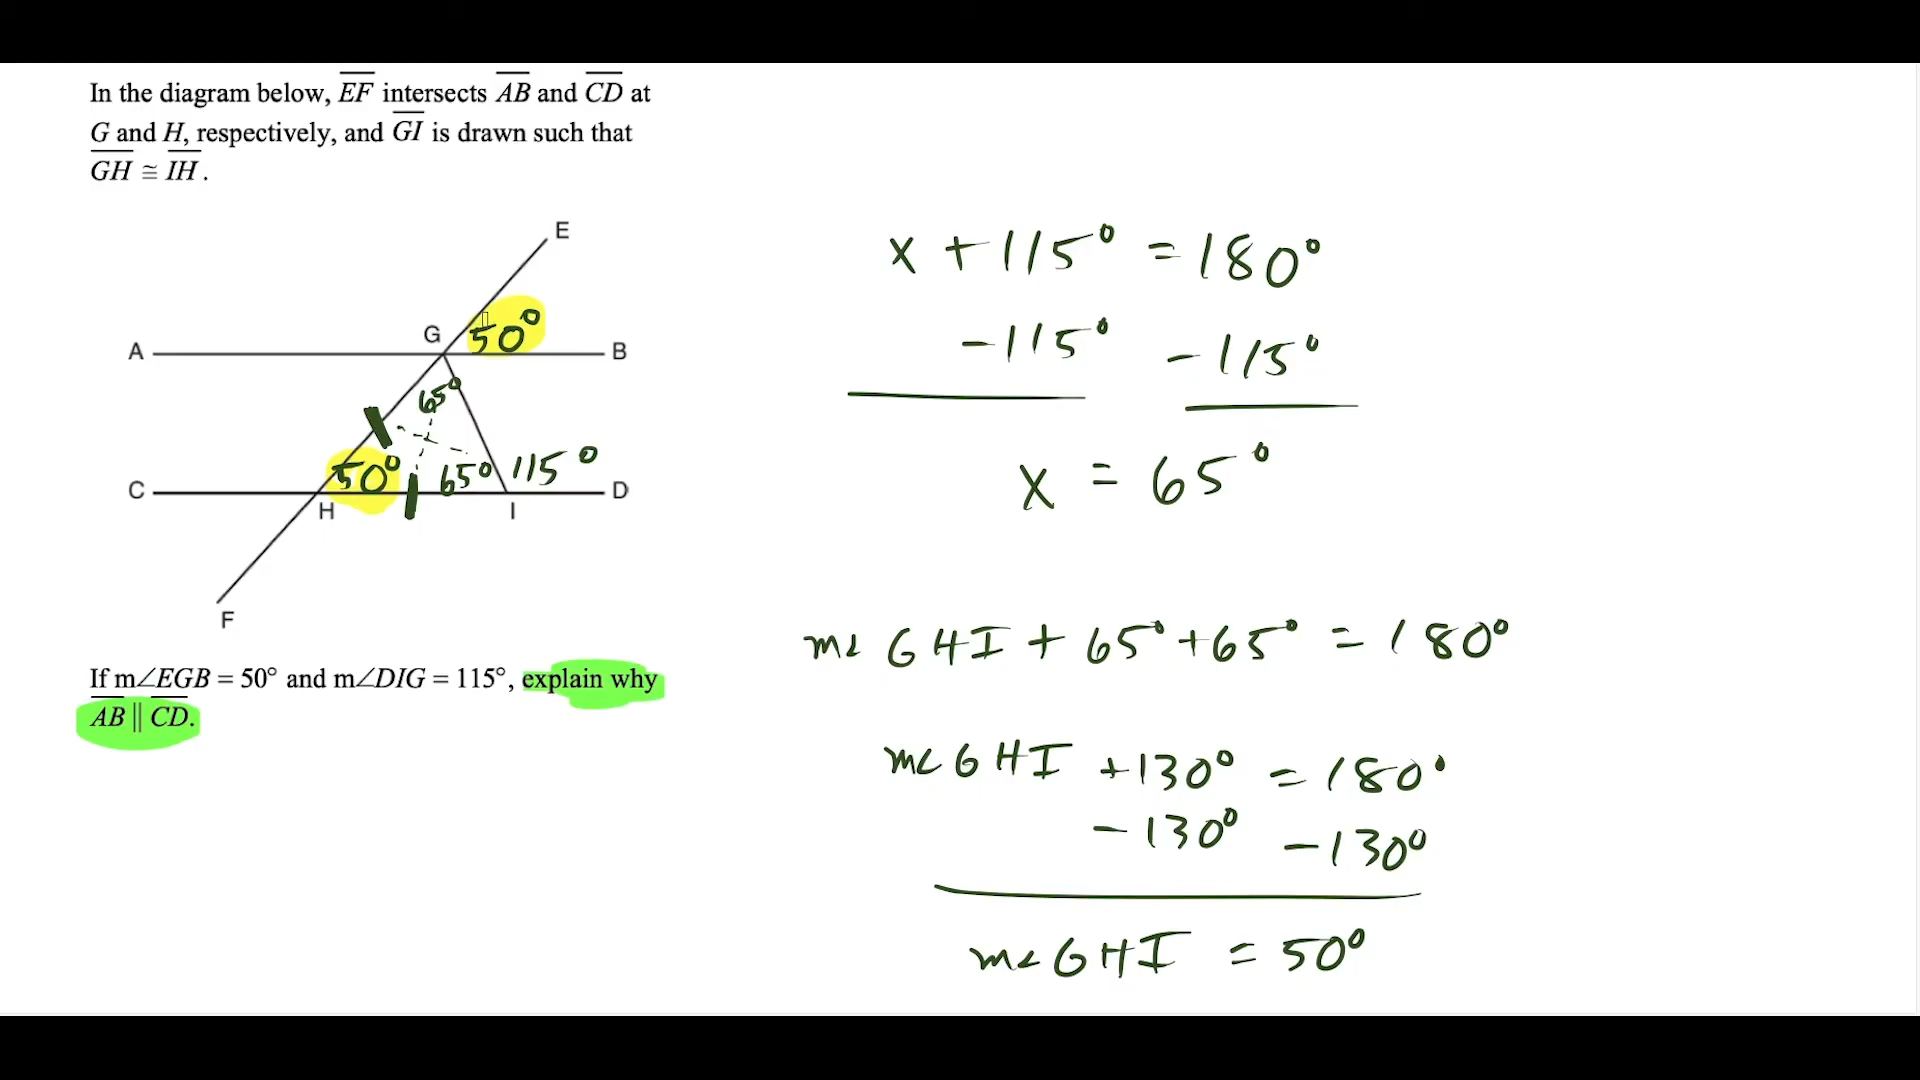 In the diagram below, EF intersects AB and CD at
G and H, respectively, and GI is drawn such that
GH ≅ IH.
E
G 50°
A B
65°
50° 65° 115°
C D
H I
F
If m∠EGB = 50° and m∠DIG = 115°, explain why
AB || CD.
x + 115° = 180°
-115° -115°
x = 65°
m∠GHI + 65° + 65° = 180°
m∠GHI + 130° = 180°
-130° -130°
m∠GHI = 50°